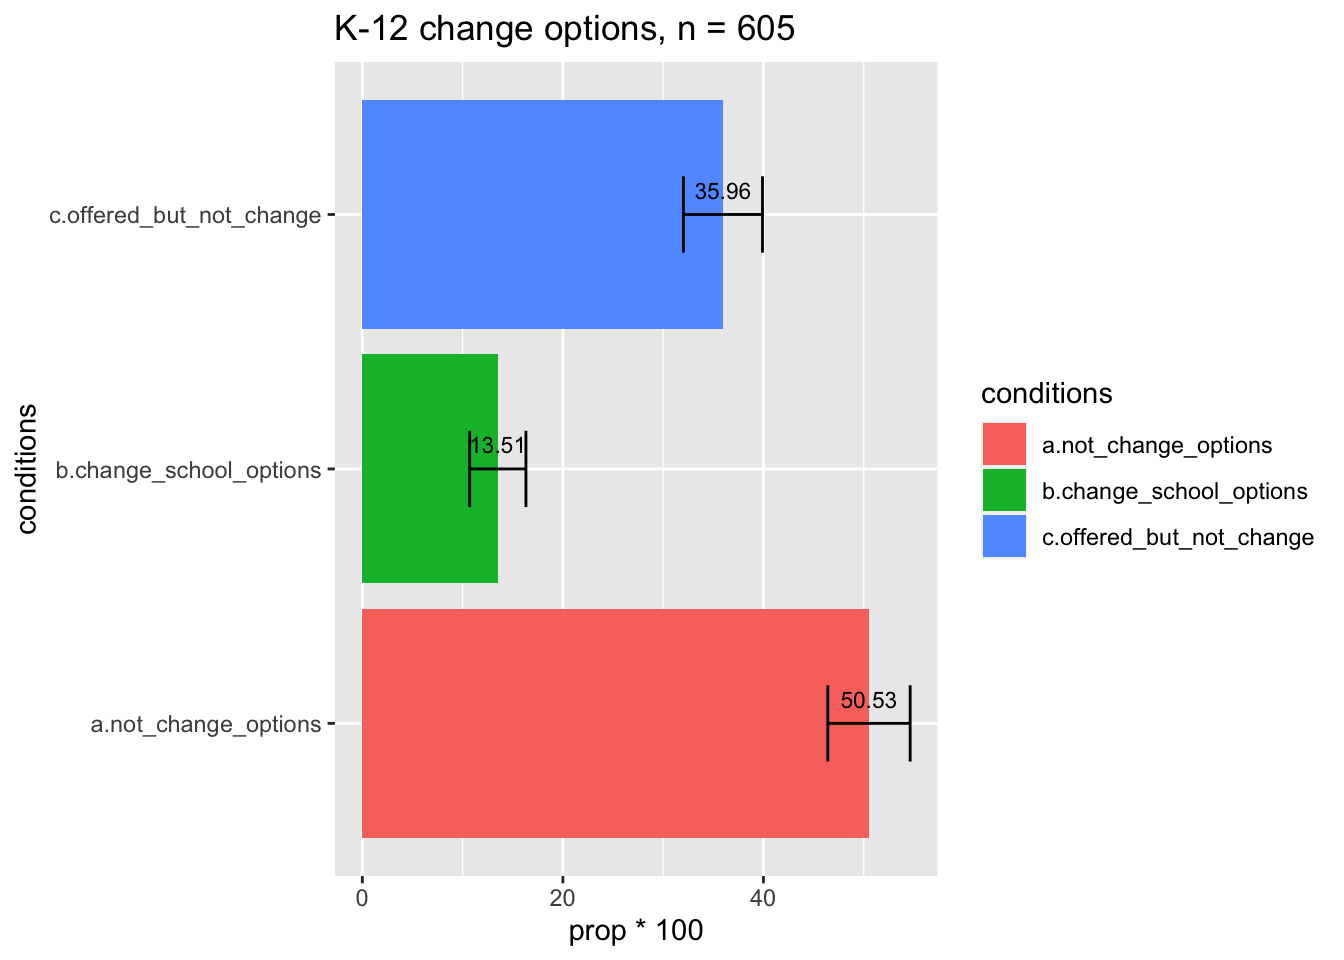 K-12 change options, n = 605
c.offered_but_not_change
35.96
b.change_school_options
13.51
a.not_change_options
50.53
conditions
0 20 40
prop * 100
conditions
a.not_change_options
b.change_school_options
c.offered_but_not_change